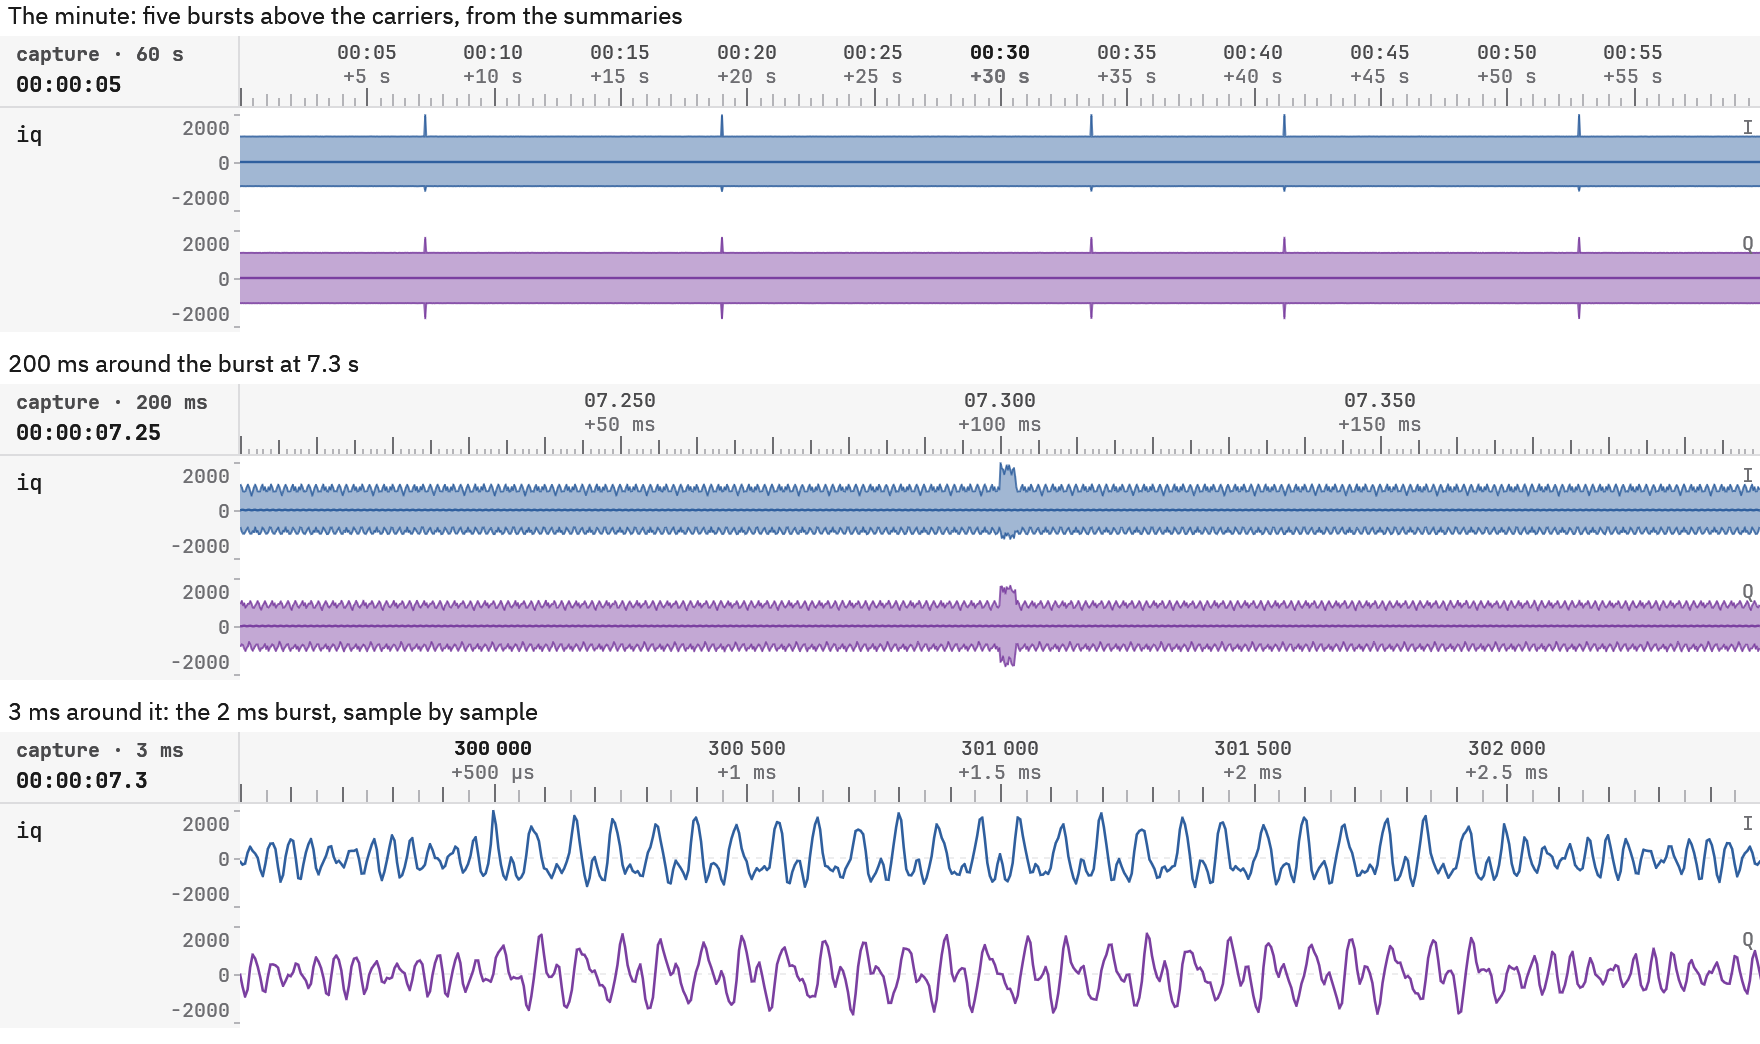 The minute: five bursts above the carriers, from the summaries
capture · 60 s
00:00:05
00:05 00:10 00:15 00:20 00:25 00:30 00:35 00:40 00:45 00:50 00:55
+5 s +10 s +15 s +20 s +25 s +30 s +35 s +40 s +45 s +50 s +55 s
iq
2000
0
-2000
I
2000
0
-2000
Q
200 ms around the burst at 7.3 s
capture · 200 ms
00:00:07.25
07.250 07.300 07.350
+50 ms +100 ms +150 ms
iq
2000
0
-2000
I
2000
0
-2000
Q
3 ms around it: the 2 ms burst, sample by sample
capture · 3 ms
00:00:07.3
300 000 300 500 301 000 301 500 302 000
+500 µs +1 ms +1.5 ms +2 ms +2.5 ms
iq
2000
0
-2000
I
2000
0
-2000
Q